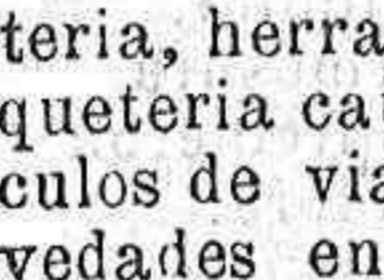 teria, herra
queteria ca
culos de via
vedades en